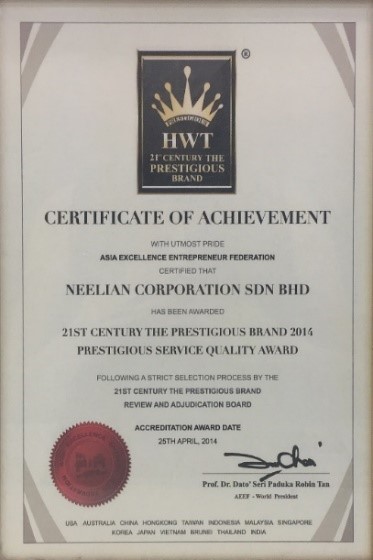 ®
HWT
21st CENTURY THE
PRESTIGIOUS
BRAND
CERTIFICATE OF ACHIEVEMENT
WITH UTMOST PRIDE
ASIA EXCELLENCE ENTREPRENEUR FEDERATION
CERTIFIED THAT
NEELIAN CORPORATION SDN BHD
HAS BEEN AWARDED
21ST CENTURY THE PRESTIGIOUS BRAND 2014
PRESTIGIOUS SERVICE QUALITY AWARD
FOLLOWING A STRICT SELECTION PROCESS BY THE
21ST CENTURY THE PRESTIGIOUS BRAND
REVIEW AND ADJUDICATION BOARD
ACCREDITATION AWARD DATE
25TH APRIL, 2014
Prof. Dr. Dato' Seri Paduka Robin Tan
AEEF - World President
USA AUSTRALIA CHINA HONGKONG TAIWAN INDONESIA MALAYSIA SINGAPORE
KOREA JAPAN VIETNAM BRUNEI THAILAND INDIA